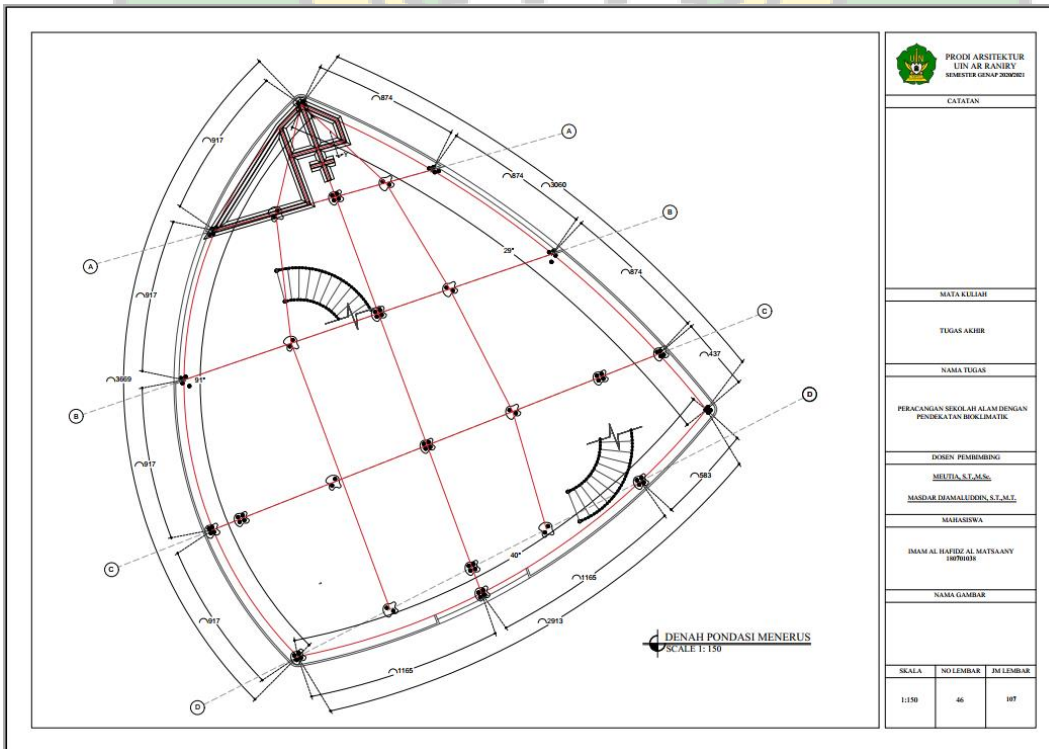 874
917
A
874
3060
B
A
29°
917
874
C
437
3669
91°
D
B
917
583
C
40°
1165
917
2913
DENAH PONDASI MENERUS
SCALE 1: 150
1165
D
PRODI ARSITEKTUR
UIN AR RANIRY
SEMESTER GENAP 2020/2021
CATATAN
MATA KULIAH
TUGAS AKHIR
NAMA TUGAS
PERACANGAN SEKOLAH ALAM DENGAN
PENDEKATAN BIOKLIMATIK
DOSEN PEMBIMBING
MEUTIA, S.T.,M.Sc.
MASDAR DJAMALUDDIN, S.T.,M.T.
MAHASISWA
IMAM AL HAFIDZ AL MATSAANY
180701038
NAMA GAMBAR
SKALA
NO LEMBAR
JM LEMBAR
1:150
46
107